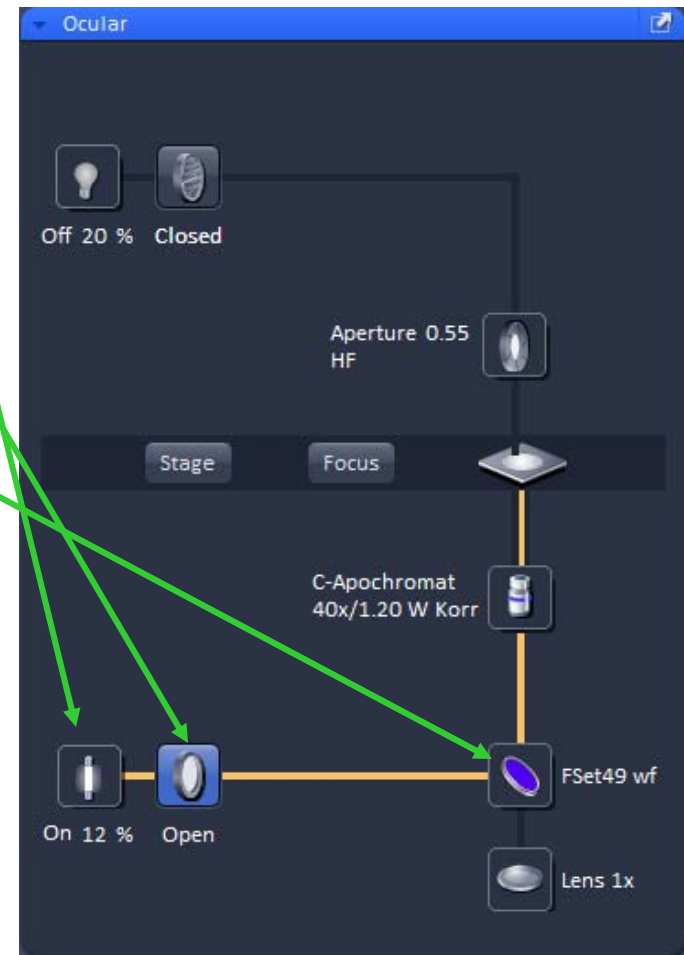 Ocular
Off 20 % Closed
Aperture 0.55
HF
Stage Focus
C-Apochromat
40x/1.20 W Korr
FSet49 wf
On 12 % Open
Lens 1x